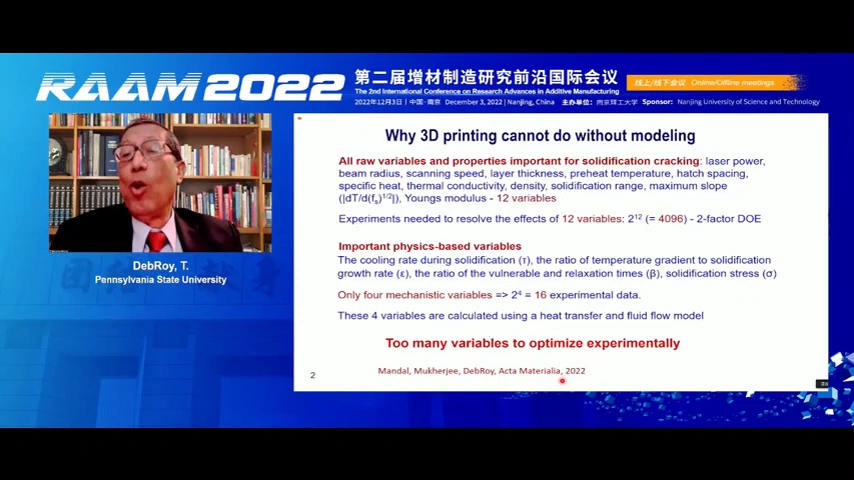 RAAM 2022
第二届增材制造研究前沿国际会议
The 2nd International Conference on Research Advances in Additive Manufacturing
线上/线下会议 Online/Offline meetings
2022年12月3日 | 中国·南京 December 3, 2022 | Nanjing, China 主办单位: 南京理工大学 Sponsor: Nanjing University of Science and Technology
DebRoy, T.
Pennsylvania State University
Why 3D printing cannot do without modeling
All raw variables and properties important for solidification cracking: laser power,
beam radius, scanning speed, layer thickness, preheat temperature, hatch spacing,
specific heat, thermal conductivity, density, solidification range, maximum slope
(|dT/d(fs)^1/2|), Youngs modulus - 12 variables
Experiments needed to resolve the effects of 12 variables: 2^12 (= 4096) - 2-factor DOE
Important physics-based variables
The cooling rate during solidification (τ), the ratio of temperature gradient to solidification
growth rate (ε), the ratio of the vulnerable and relaxation times (β), solidification stress (σ)
Only four mechanistic variables => 2^4 = 16 experimental data.
These 4 variables are calculated using a heat transfer and fluid flow model
Too many variables to optimize experimentally
Mandal, Mukherjee, DebRoy, Acta Materialia, 2022
2